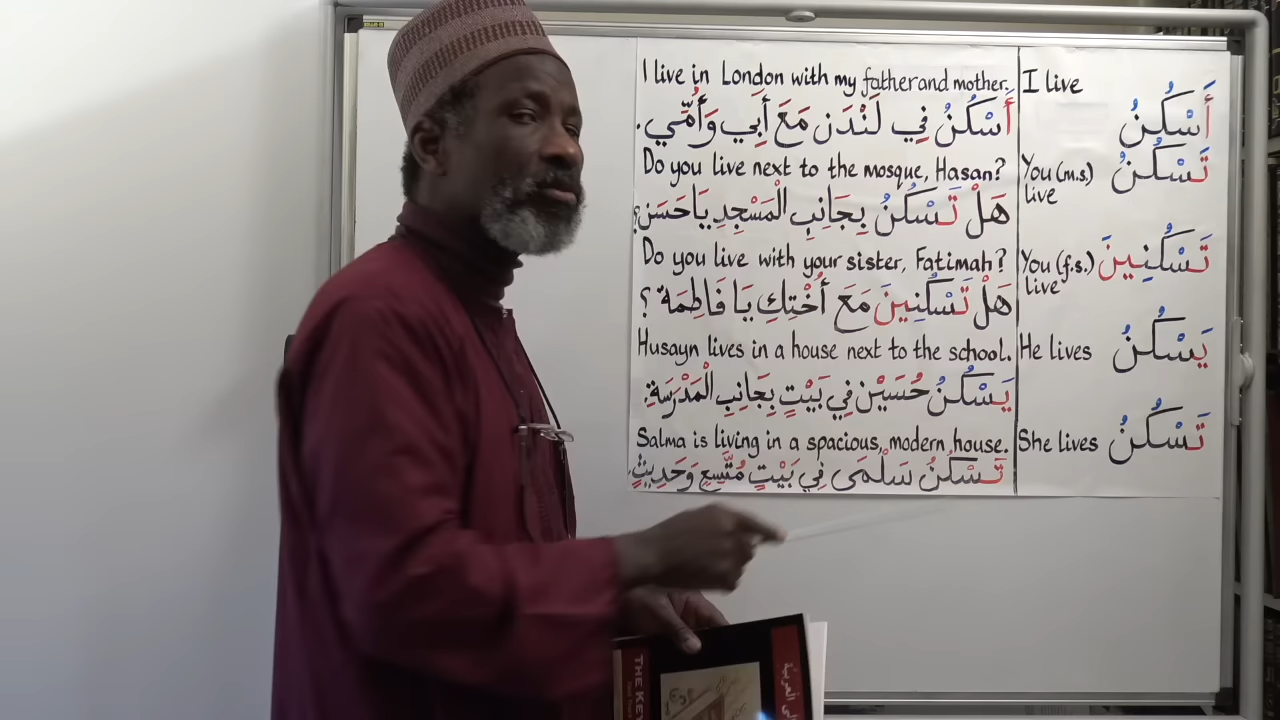 I live in London with my father and mother.
أَسْكُنُ فِي لَنْدَن مَعَ أَبِي وَأُمِّي.
Do you live next to the mosque, Hasan?
هَلْ تَسْكُنُ بِجَانِبِ الْمَسْجِدِ يَا حَسَن؟
Do you live with your sister, Fatimah?
هَلْ تَسْكُنِينَ مَعَ أُخْتِكِ يَا فَاطِمَة؟
Husayn lives in a house next to the school.
يَسْكُنُ حُسَيْن فِي بَيْتٍ بِجَانِبِ الْمَدْرَسَةِ.
Salma is living in a spacious, modern house.
تَسْكُنُ سَلْمَى فِي بَيْتٍ مُتَّسِعٍ وَحَدِيثٍ.
I live
أَسْكُنُ
You (m.s.) تَسْكُنُ
live
You (f.s.) تَسْكُنِينَ
live
He lives يَسْكُنُ
She lives تَسْكُنُ
THE KEY